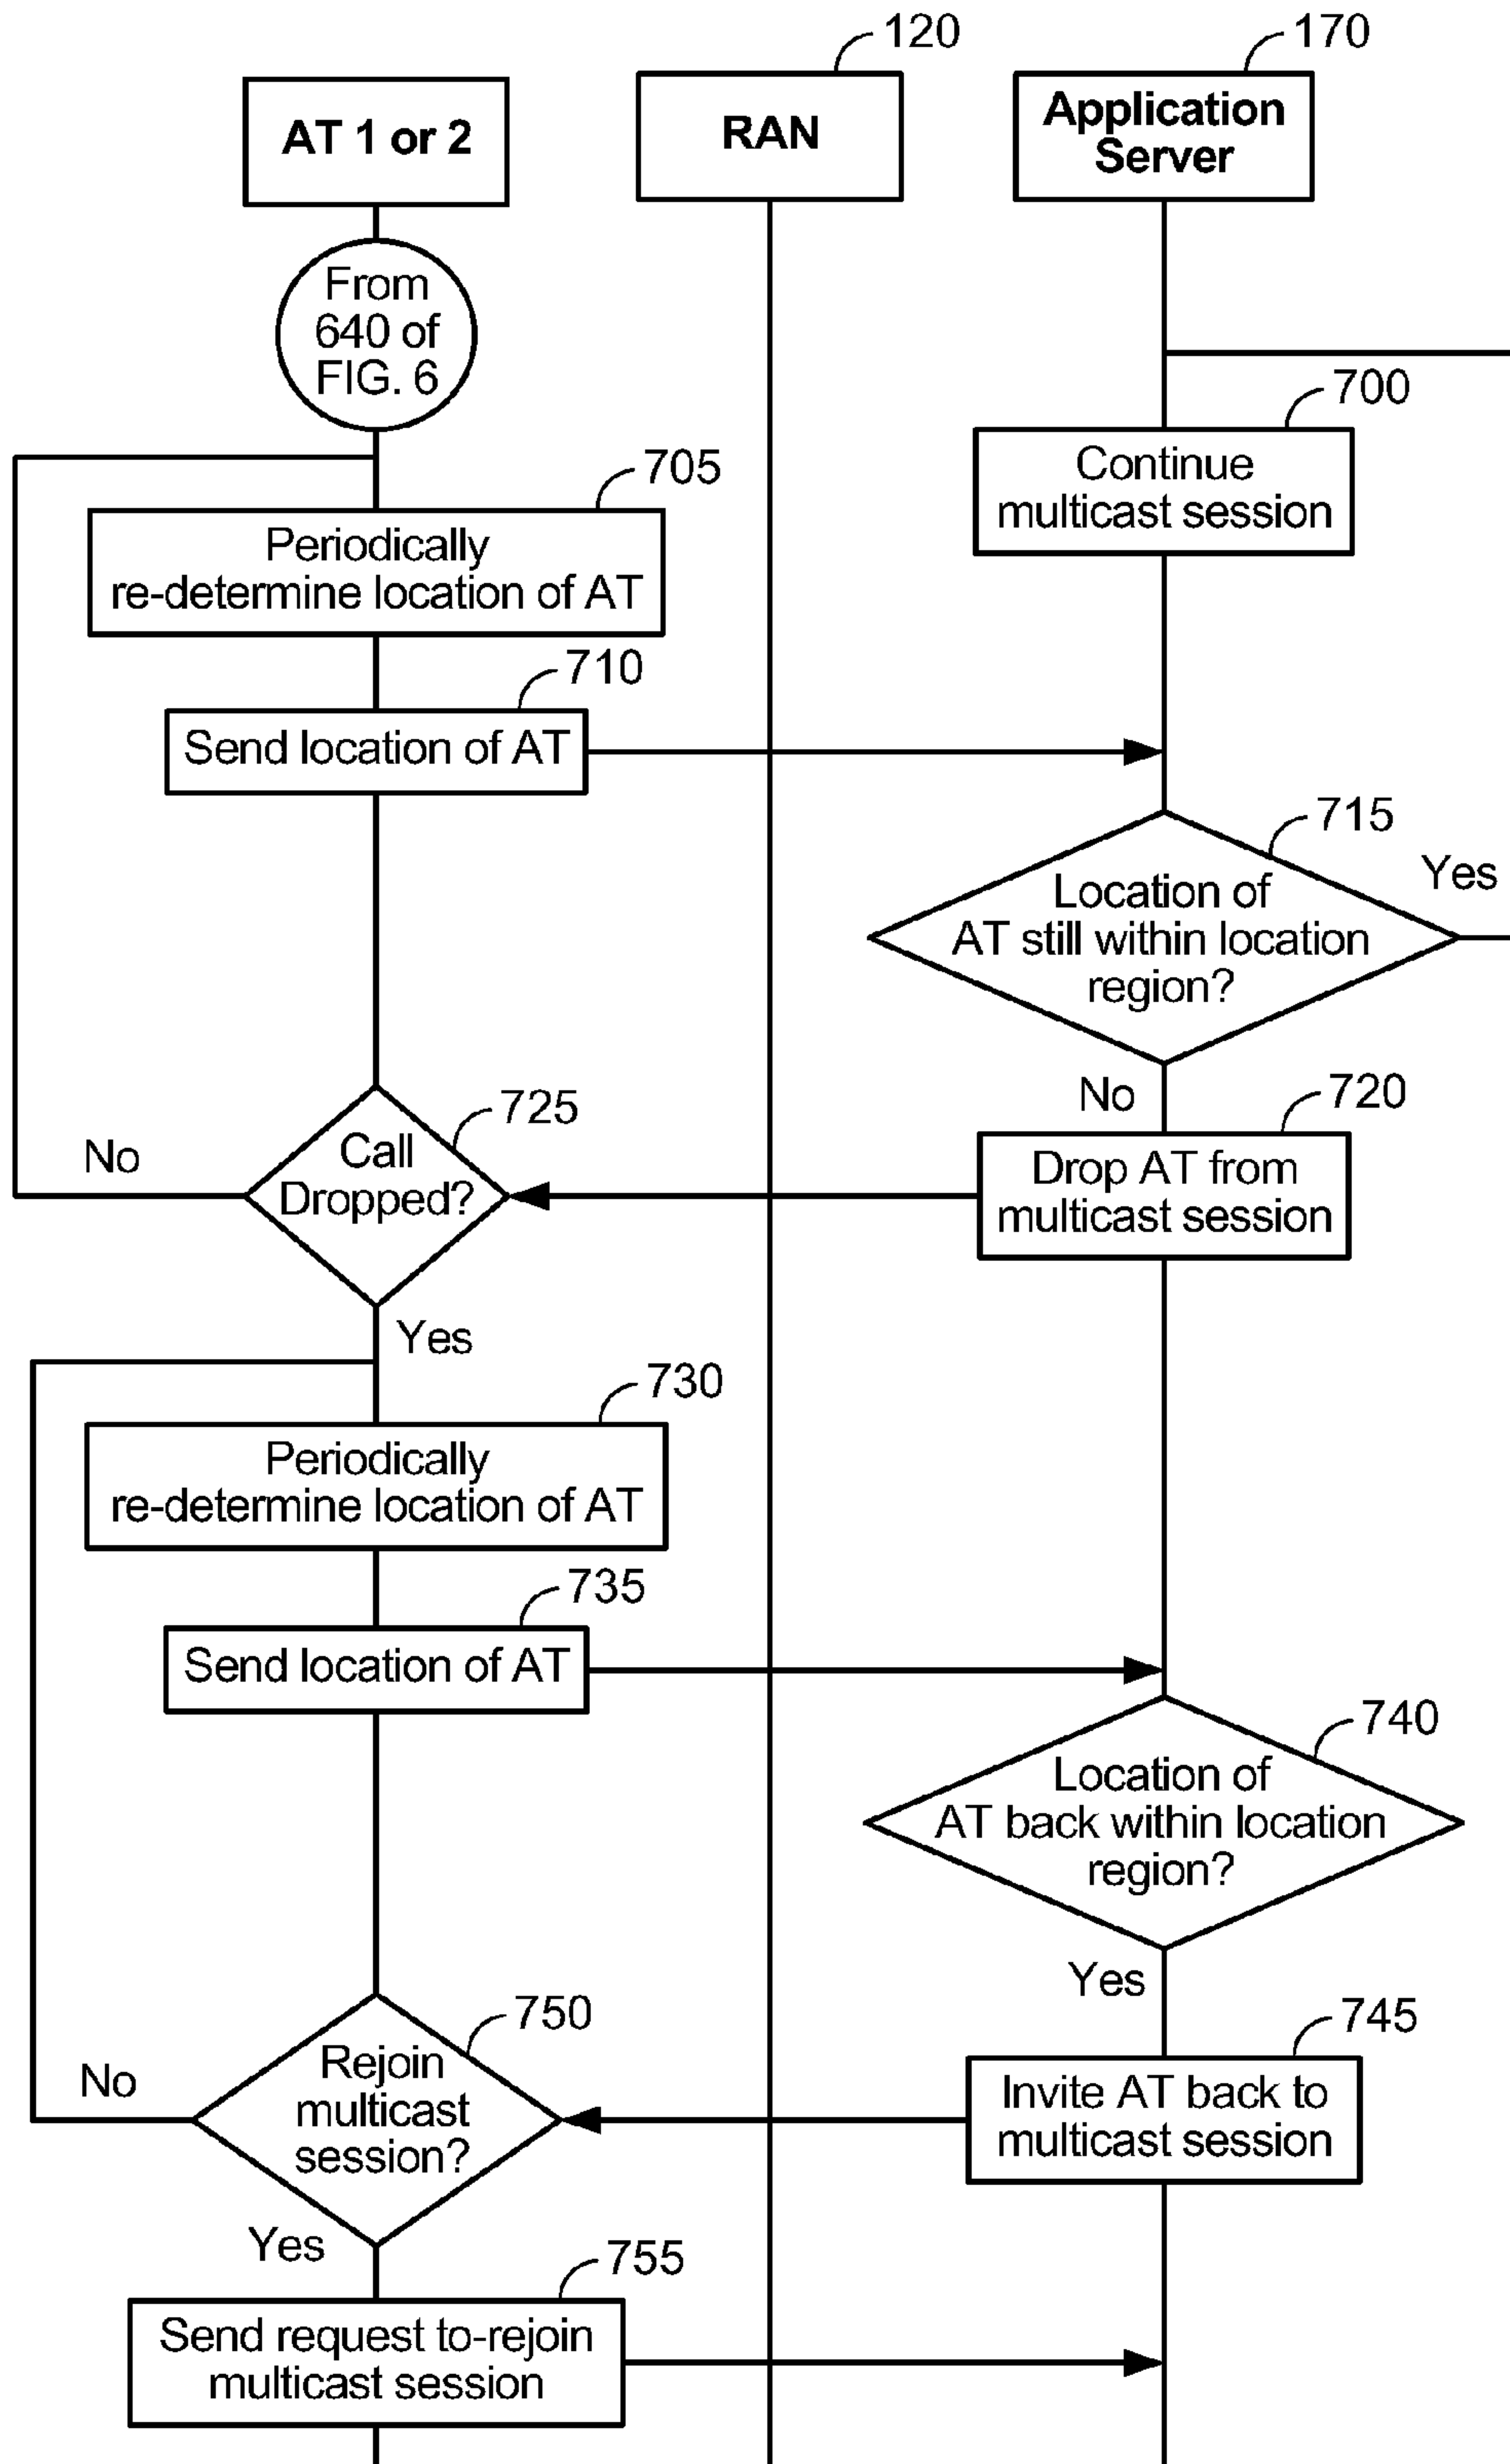 120
170
AT 1 or 2
RAN
Application
Server
From
640 of
FIG. 6
700
Continue
multicast session
705
Periodically
re-determine location of AT
710
Send location of AT
715
Yes
Location of
AT still within location
region?
No
720
725
Call
Dropped?
No
Drop AT from
multicast session
Yes
730
Periodically
re-determine location of AT
735
Send location of AT
740
Location of
AT back within location
region?
Yes
745
750
Rejoin
multicast
session?
No
Invite AT back to
multicast session
Yes
755
Send request to-rejoin
multicast session